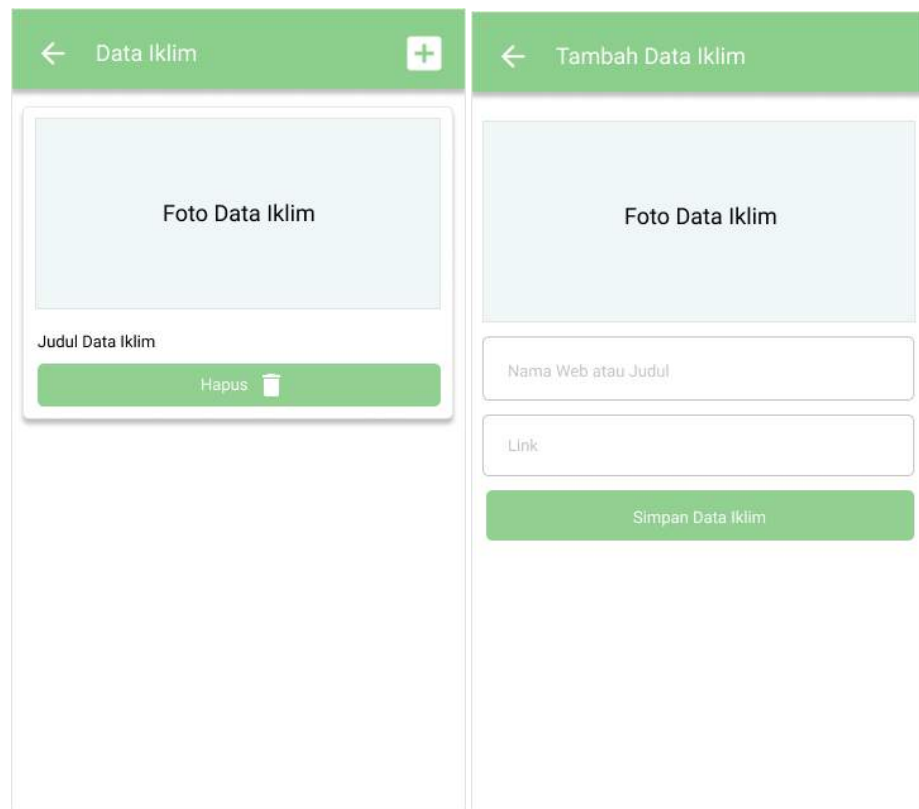 Data Iklim
Foto Data Iklim
Judul Data Iklim
Hapus
Tambah Data Iklim
Foto Data Iklim
Nama Web atau Judul
Link
Simpan Data Iklim